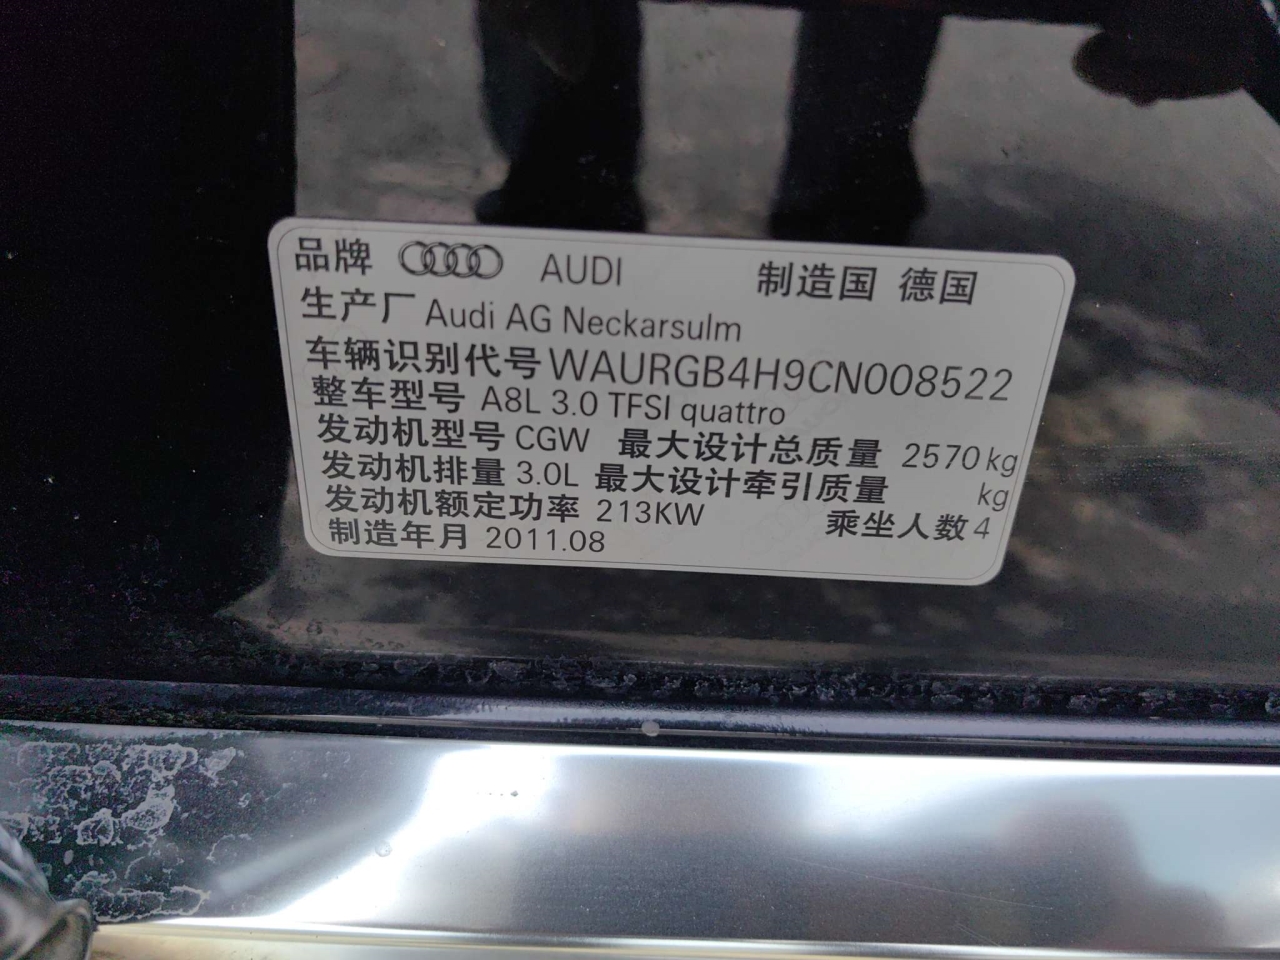 品牌 AUDI 制造国 德国
生产厂 Audi AG Neckarsulm
车辆识别代号 WAURGB4H9CN008522
整车型号 A8L 3.0 TFSI quattro
发动机型号 CGW 最大设计总质量 2570 kg
发动机排量 3.0L 最大设计牵引质量 kg
发动机额定功率 213KW 乘坐人数 4
制造年月 2011.08